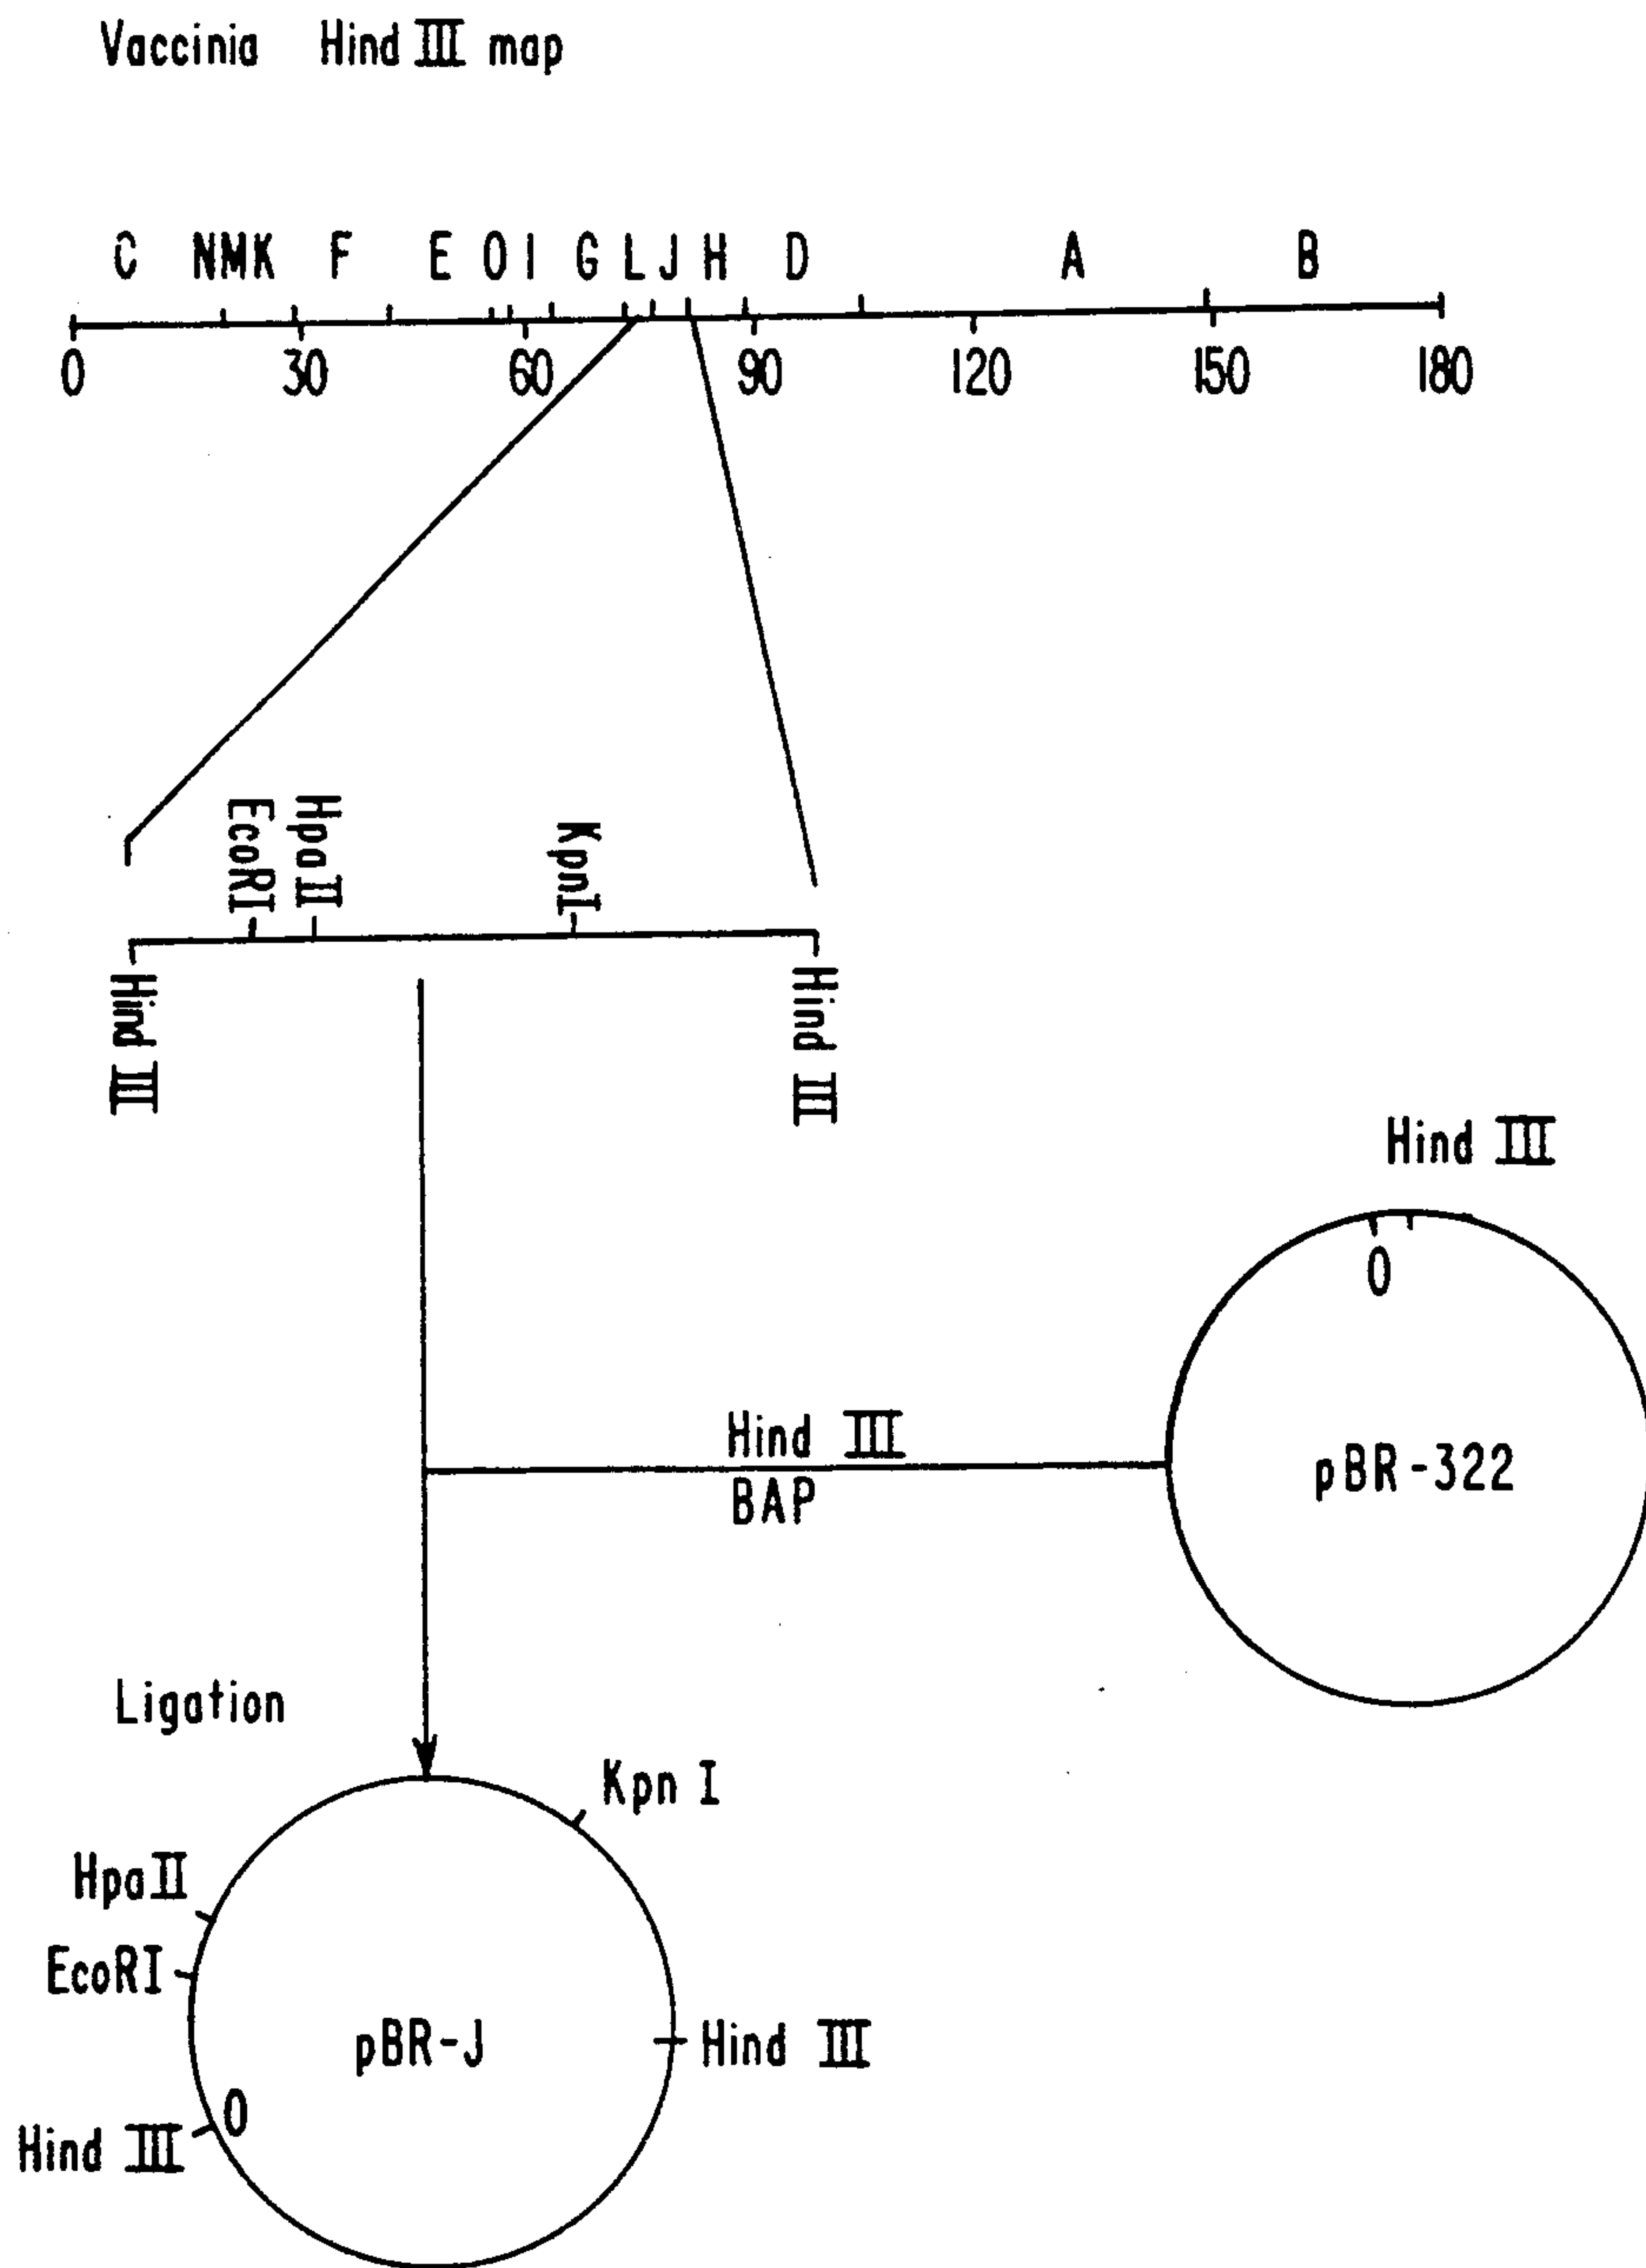 Vaccinia Hind III map
C N M K F E O I G L J H D A B
0 30 60 90 120 150 180
EcoRI
HpaII
KpnI
Hind III
Hind III
Hind III
0
pBR-322
Hind III
BAP
Ligation
Kpn I
HpaII
EcoRI
pBR-J
Hind III
0
Hind III